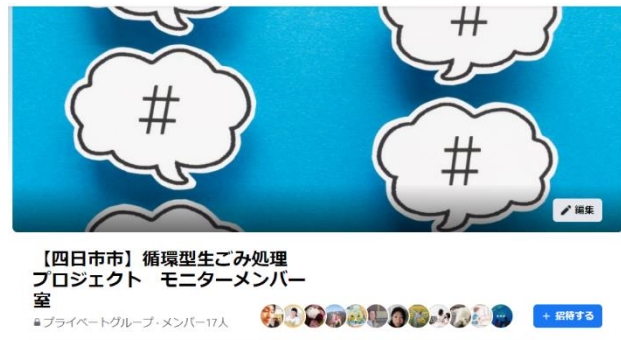 #
#
#
編集
【四日市市】循環型生ごみ処理
プロジェクト　モニターメンバー
室
プライベートグループ・メンバー17人
+ 招待する